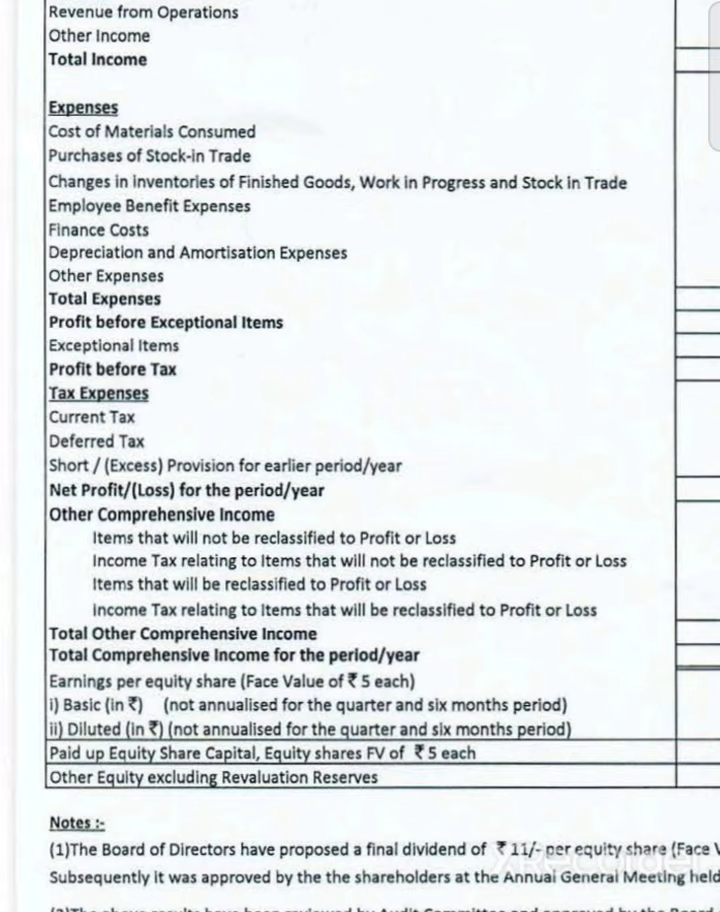 Revenue from Operations
Other Income
Total Income
Expenses
Cost of Materials Consumed
Purchases of Stock-in Trade
Changes in inventories of Finished Goods, Work in Progress and Stock in Trade
Employee Benefit Expenses
Finance Costs
Depreciation and Amortisation Expenses
Other Expenses
Total Expenses
Profit before Exceptional Items
Exceptional Items
Profit before Tax
Tax Expenses
Current Tax
Deferred Tax
Short / (Excess) Provision for earlier period/year
Net Profit/(Loss) for the period/year
Other Comprehensive Income
Items that will not be reclassified to Profit or Loss
Income Tax relating to Items that will not be reclassified to Profit or Loss
Items that will be reclassified to Profit or Loss
Income Tax relating to Items that will be reclassified to Profit or Loss
Total Other Comprehensive Income
Total Comprehensive Income for the period/year
Earnings per equity share (Face Value of ₹ 5 each)
i) Basic (in ₹) (not annualised for the quarter and six months period)
ii) Diluted (in ₹) (not annualised for the quarter and six months period)
Paid up Equity Share Capital, Equity shares FV of ₹ 5 each
Other Equity excluding Revaluation Reserves
Notes :-
(1)The Board of Directors have proposed a final dividend of ₹ 11/- per equity share (Face
XRecorder
Subsequently it was approved by the the shareholders at the Annual General Meeting held